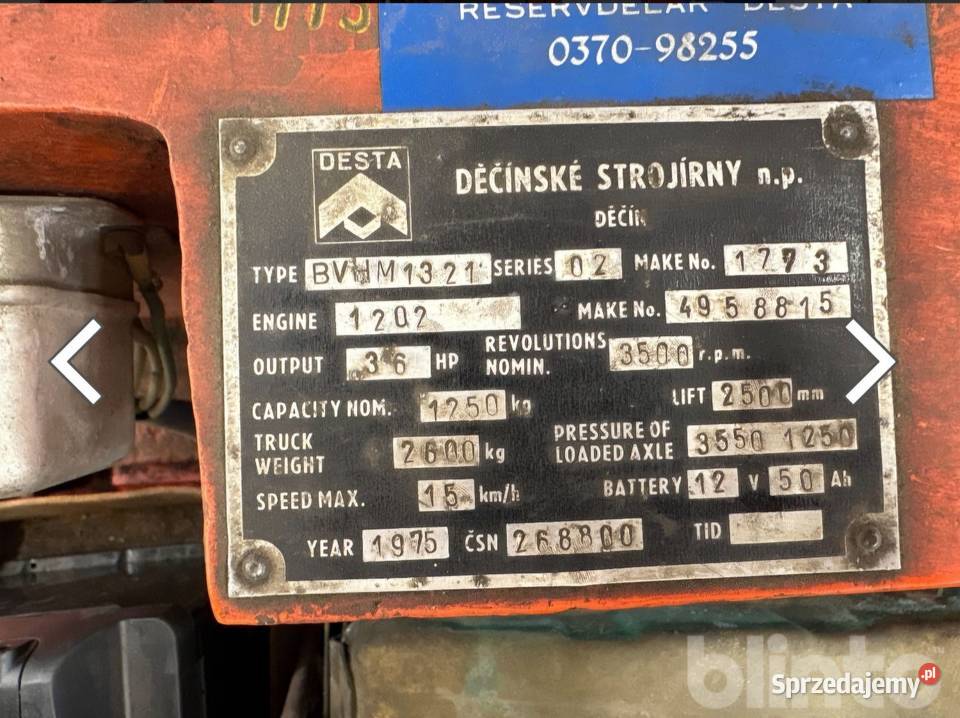 1773
RESERVDELAR DESTA
0370-98255
DESTA
DĚČÍNSKÉ STROJÍRNY n.p.
DĚČÍN
TYPE BVHM1321 SERIES 02 MAKE No. 1773
ENGINE 1202 MAKE No. 4958815
OUTPUT 36 HP REVOLUTIONS NOMIN. 3500 r.p.m.
CAPACITY NOM. 1250 kg LIFT 2500 mm
TRUCK WEIGHT 2600 kg PRESSURE OF LOADED AXLE 3550 1250
SPEED MAX. 15 km/h BATTERY 12 V 50 Ah
YEAR 1975 ČSN 268800 TID
blinto
Sprzedajemy.pl